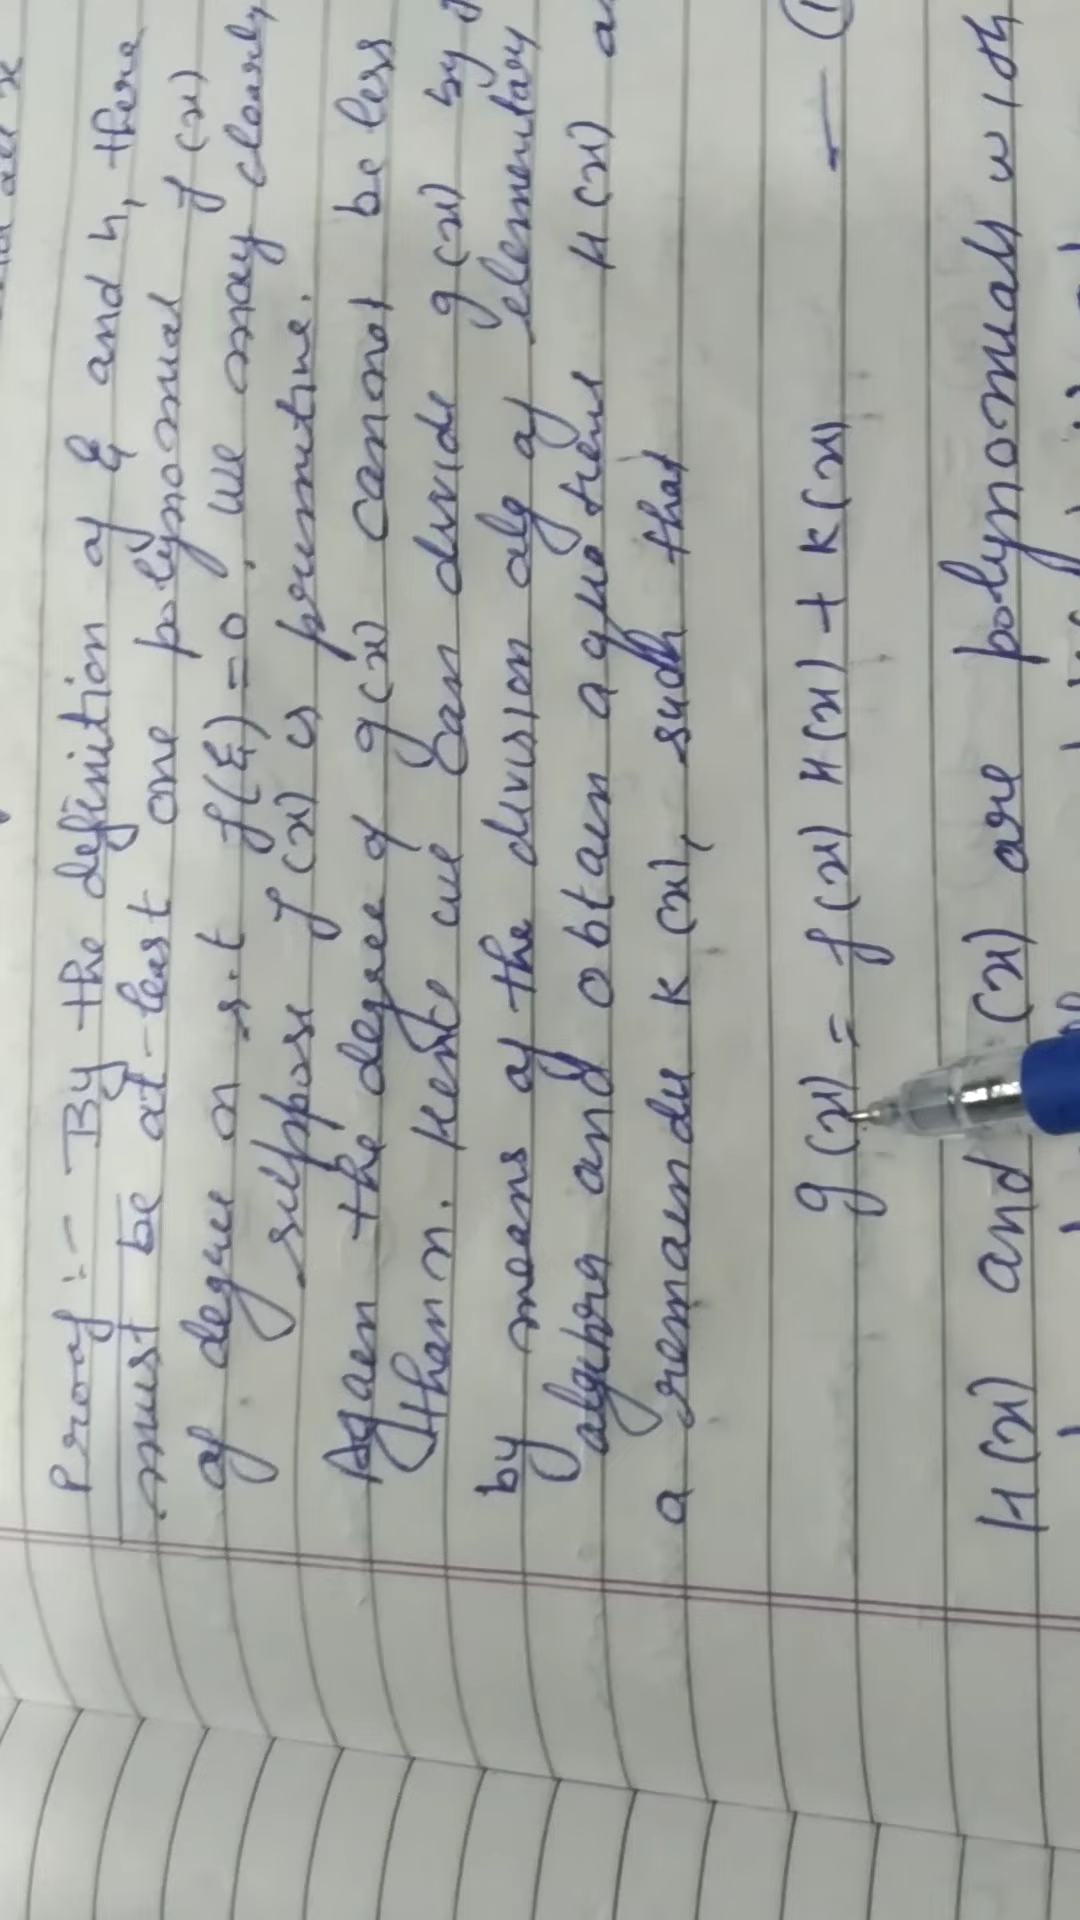 Proof :- By the definition of ξ and n, there
must be at-least one polynomial f(x)
of degree n s.t f(ξ) = 0. we may clearly
suppose f(x) is primitive.
Again the degree of g(x) cannot be less
than n. Hence we can divide g(x) by f
by means of the division alg of elementary
algebra and obtain a quotient H(x) a
a remainder K(x), such that
g(x) = f(x) H(x) + K(x) — (1
H(x) and (x) are polynomials with